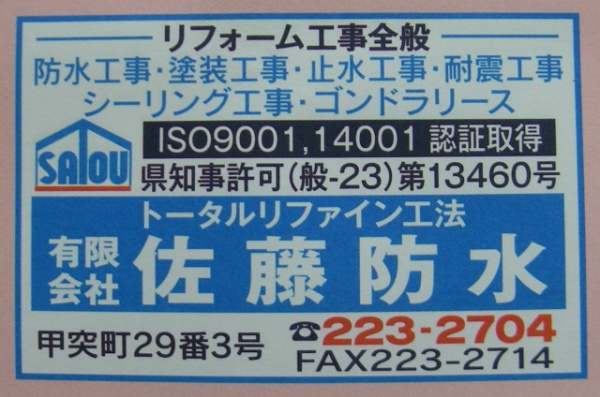 リフォーム工事全般
防水工事・塗装工事・止水工事・耐震工事
シーリング工事・ゴンドラリース
SATOU
ISO9001,14001 認証取得
県知事許可(般-23)第13460号
トータルリファイン工法
有限会社 佐藤防水
甲突町29番3号
☎223-2704
FAX223-2714